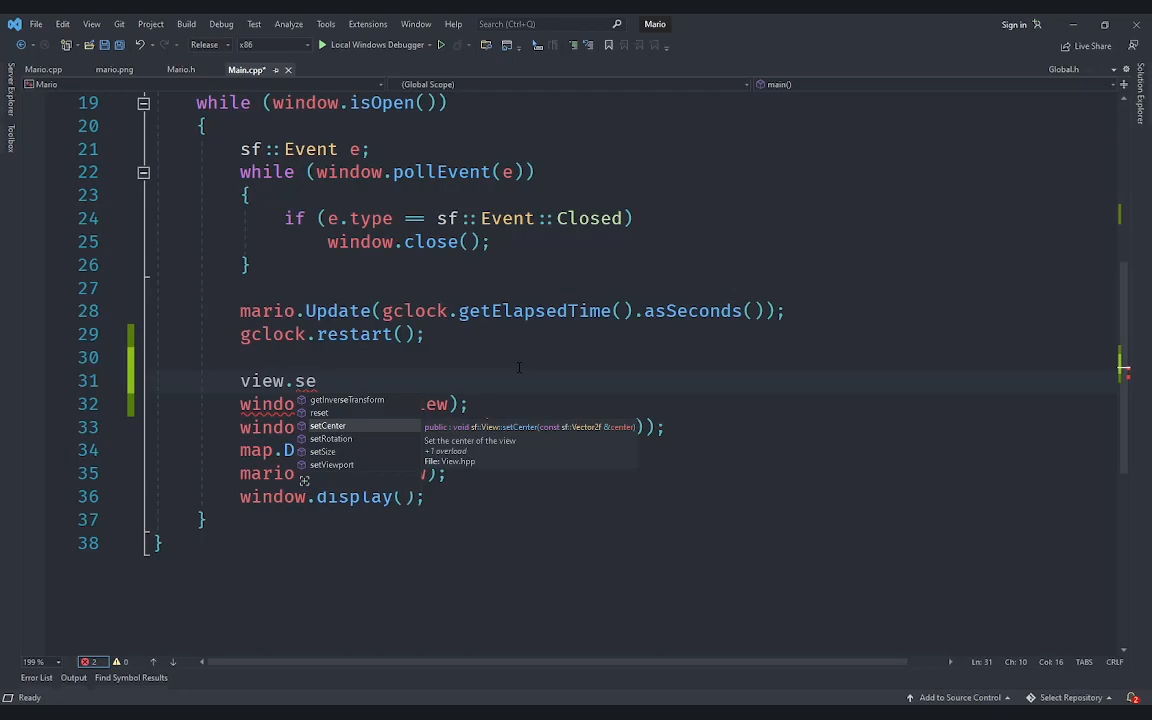 File Edit View Git Project Build Debug Test Analyze Tools Extensions Window Help Search (Ctrl+Q) Mario Sign in
Release x86 Local Windows Debugger Live Share
Mario.cpp mario.png Mario.h Main.cpp* Global.h
Mario (Global Scope) main()
Server Explorer
Toolbox
Solution Explorer
19 while (window.isOpen())
20 {
21 sf::Event e;
22 while (window.pollEvent(e))
23 {
24 if (e.type == sf::Event::Closed)
25 window.close();
26 }
27
28 mario.Update(gclock.getElapsedTime().asSeconds());
29 gclock.restart();
30
31 view.se
32 windo ew);
33 windo ));
34 map.D
35 mario );
36 window.display();
37 }
38 }
getInverseTransform
reset
setCenter
setRotation
setSize
setViewport
public : void sf::View::setCenter(const sf::Vector2f &center)
Set the center of the view
+ 1 overload
File: View.hpp
199 % 2 0 Ln: 31 Ch: 10 Col: 16 TABS CRLF
Error List Output Find Symbol Results
Ready Add to Source Control Select Repository 2